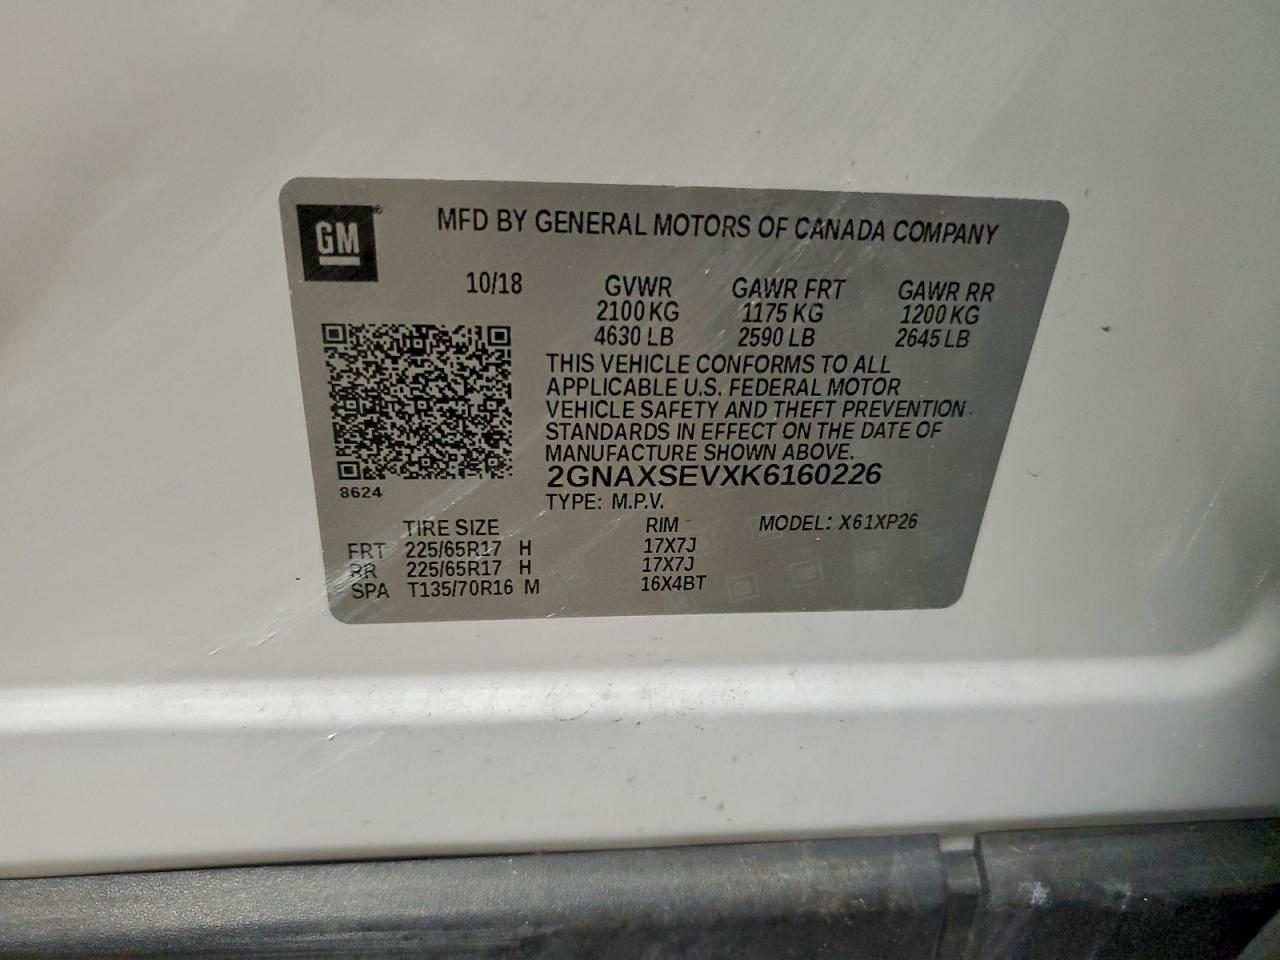 GM
MFD BY GENERAL MOTORS OF CANADA COMPANY
10/18 GVWR GAWR FRT GAWR RR
2100 KG 1175 KG 1200 KG
4630 LB 2590 LB 2645 LB
THIS VEHICLE CONFORMS TO ALL
APPLICABLE U.S. FEDERAL MOTOR
VEHICLE SAFETY AND THEFT PREVENTION
STANDARDS IN EFFECT ON THE DATE OF
MANUFACTURE SHOWN ABOVE.
2GNAXSEVXK6160226
8624
TYPE: M.P.V.
TIRE SIZE RIM MODEL: X61XP26
FRT 225/65R17 H 17X7J
RR 225/65R17 H 17X7J
SPA T135/70R16 M 16X4BT